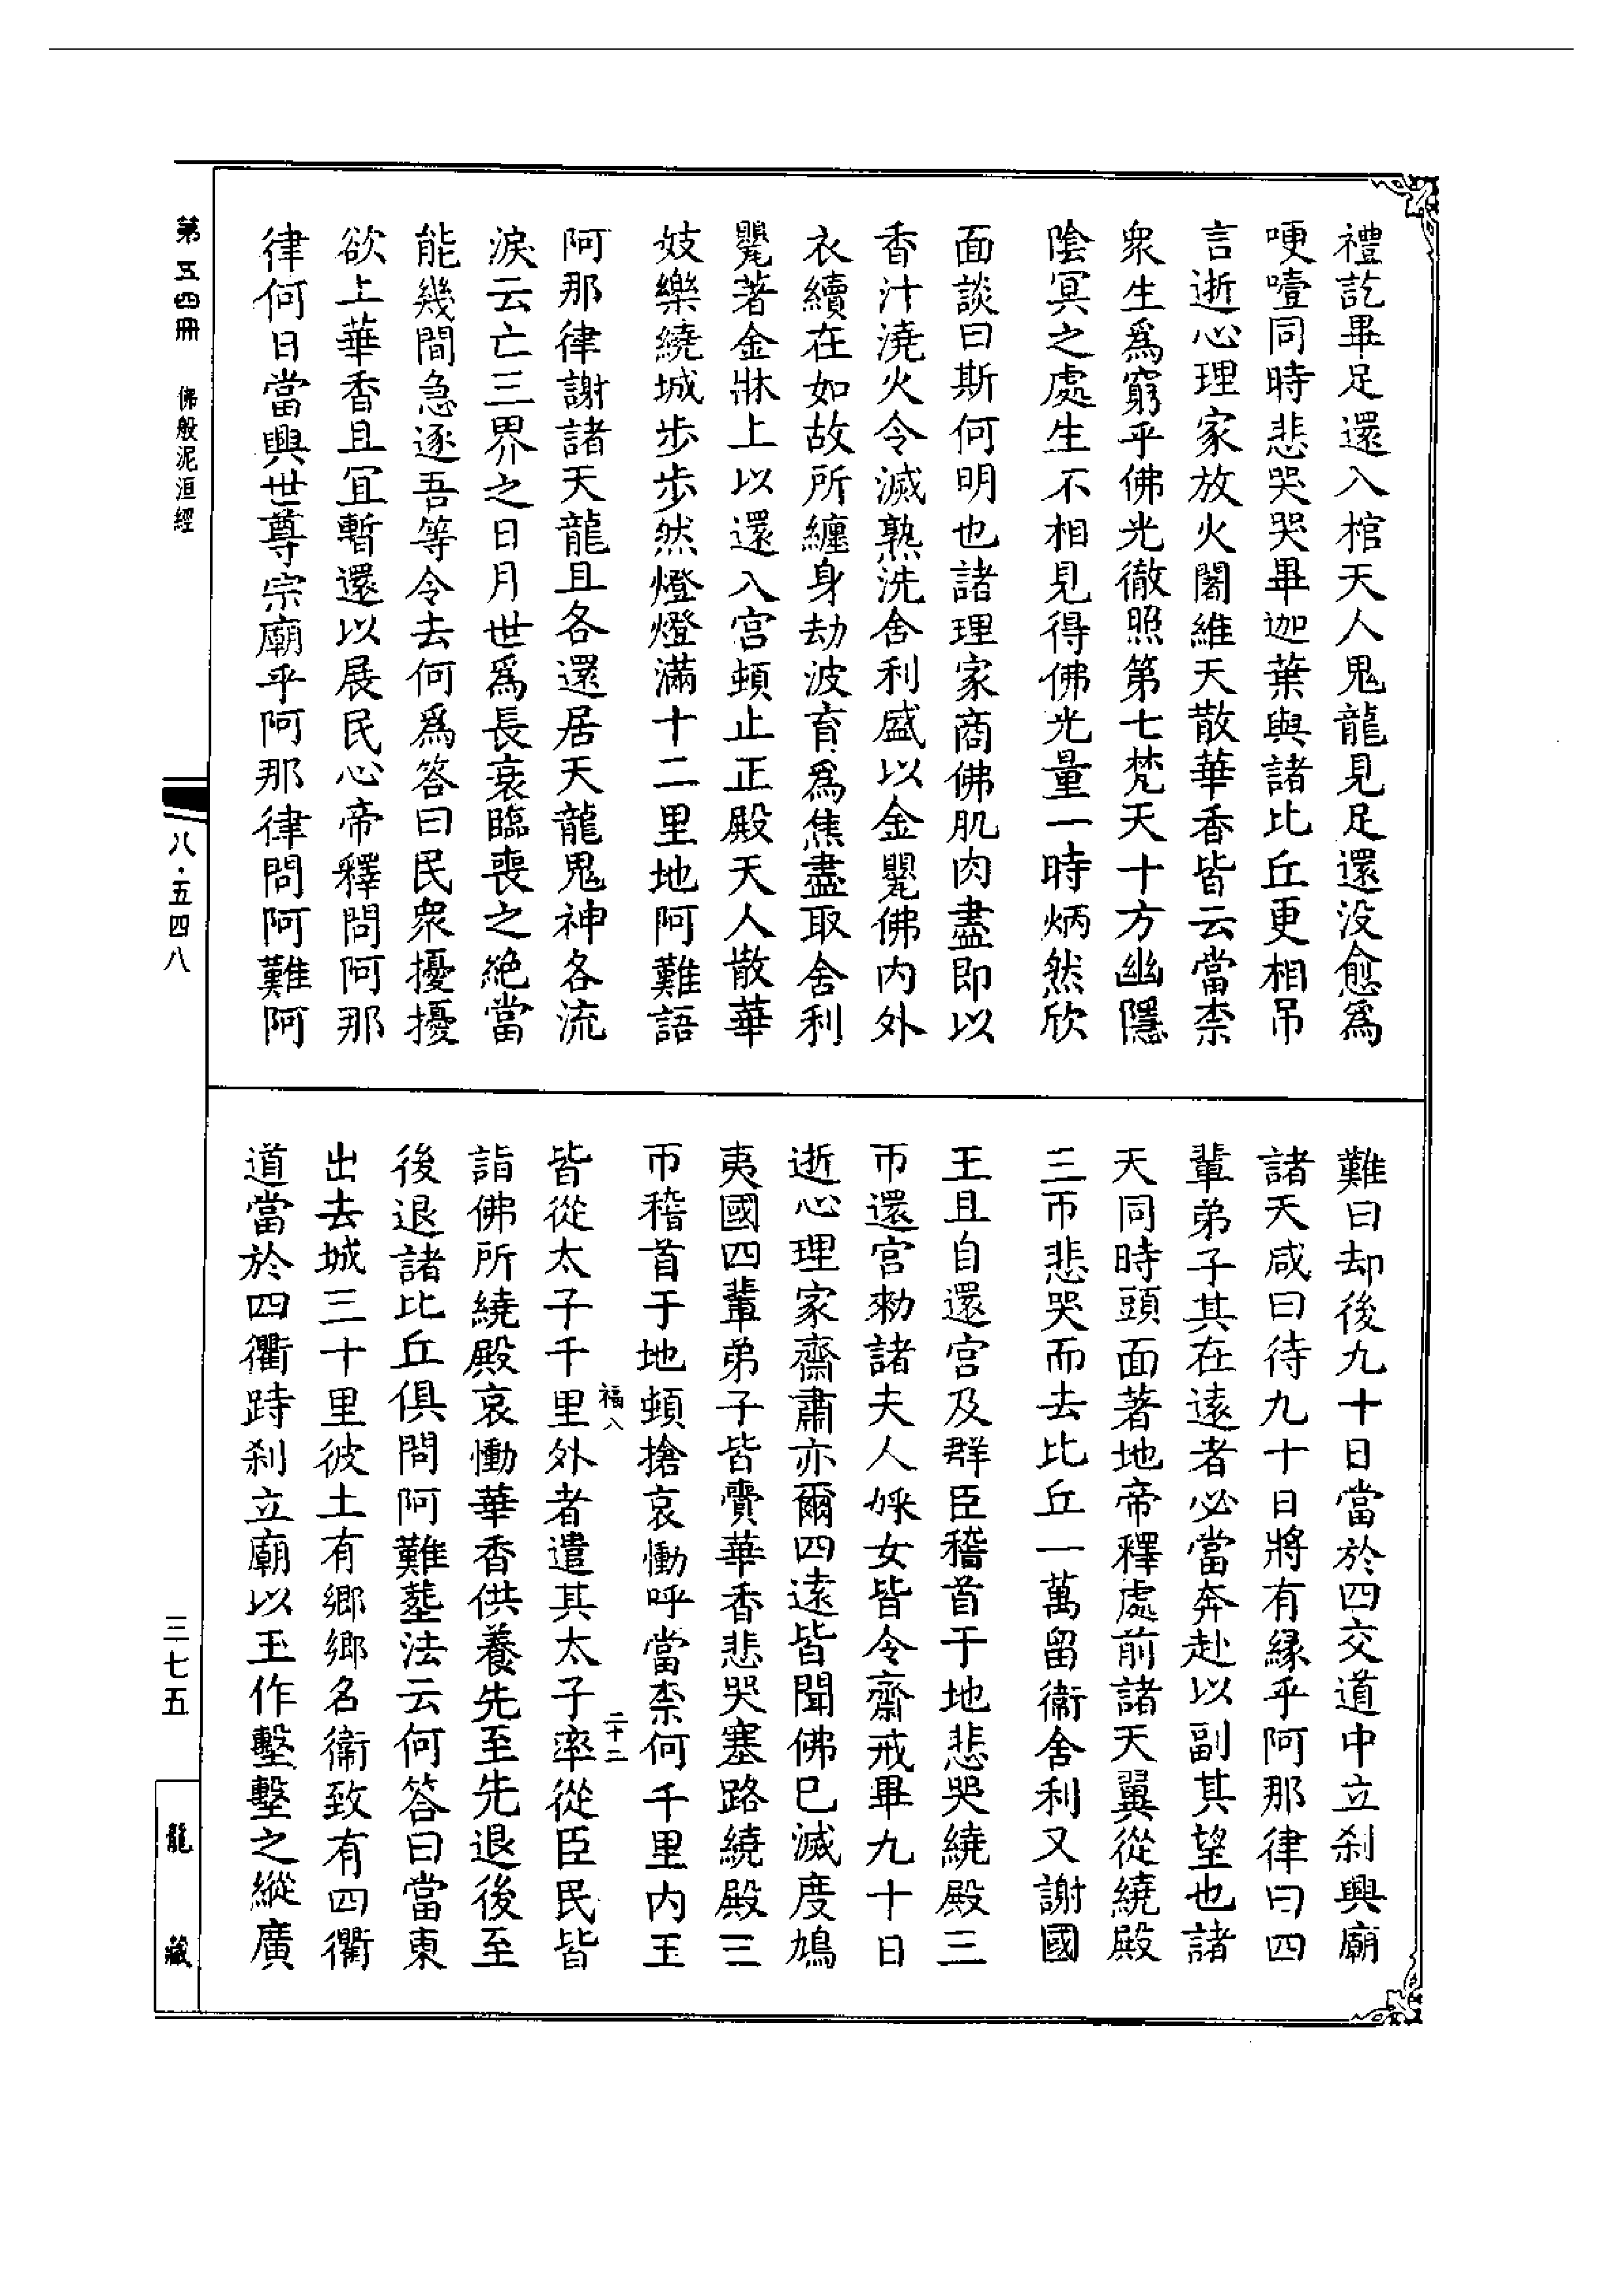 禮訖畢足還入棺天人鬼龍見足還没愈爲
哽噎同時悲哭哭畢迦葉與諸比丘更相吊
言逝心理家放火闍維天散華香皆云當柰
衆生爲窮乎佛光徹照第七梵天十方幽隱
陰冥之處生不相見得佛光量一時炳然欣
面談曰斯何明也諸理家商佛肌肉盡即以
香汁澆火令滅熟洗舍利盛以金甖佛内外
衣續在如故所纏身劫波育爲焦盡取舍利
甖著金牀上以還入宫頓止正殿天人散華
妓樂繞城步步然燈燈滿十二里地阿難語
阿那律謝諸天龍且各還居天龍鬼神各流
淚云亡三界之日月世爲長衰臨喪之絶當
能幾間急逐吾等令去何爲答曰民衆擾擾
欲上華香且宜暫還以展民心帝釋問阿那
律何日當興世尊宗廟乎阿那律問阿難阿
難曰却後九十日當於四交道中立刹興廟
諸天咸曰待九十日將有緣乎阿那律曰四
輩弟子其在遠者必當奔赴以副其望也諸
天同時頭面著地帝釋處前諸天翼從繞殿
三帀悲哭而去比丘一萬留衛舍利又謝國
王且自還宫及群臣稽首于地悲哭繞殿三
帀還宫勑諸夫人婇女皆令齋戒畢九十日
逝心理家齋肅亦爾四遠皆聞佛已滅度鳩
夷國四輩弟子皆賷華香悲哭塞路繞殿三
帀稽首于地頓搶哀慟呼當柰何千里内王
皆從太子千里外者遣其太子率從臣民皆
福八
二十二
詣佛所繞殿哀慟華香供養先至先退後至
後退諸比丘俱問阿難塟法云何答曰當東
出去城三十里彼土有鄉鄉名衛致有四衢
道當於四衢跱刹立廟以玉作墼墼之縱廣
第五四冊
佛般泥洹經
八·五四八
三七五
龍藏